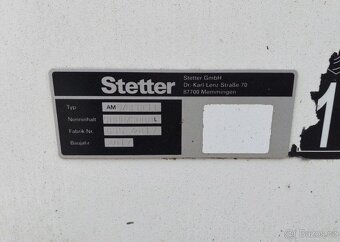 Stetter
Stetter GmbH
Dr. Karl Lenz Straße 70
87700 Memmingen
Typ AM
Nenninhalt L
Fabrik Nr.
Baujahr
1